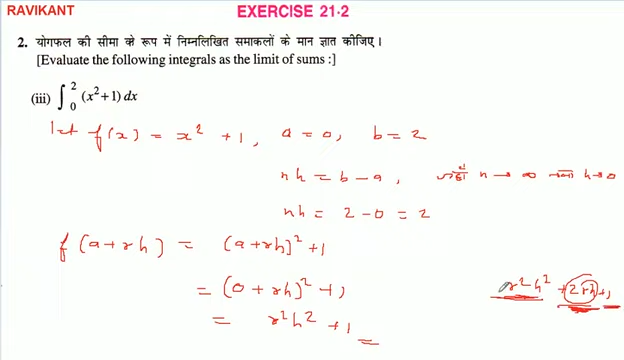 RAVIKANT
EXERCISE 21·2
2. योगफल की सीमा के रूप में निम्नलिखित समाकलों के मान ज्ञात कीजिए।
[Evaluate the following integrals as the limit of sums :]
(iii) ∫₀² (x²+1) dx
let f(x) = x² + 1, a = 0, b = 2
nh = b - a, जहाँ n → ∞ तथा h → 0
nh = 2 - 0 = 2
f(a+rh) = (a+rh)² + 1
= (0 + rh)² + 1
r²h² + 2rh + 1
= r²h² + 1 =